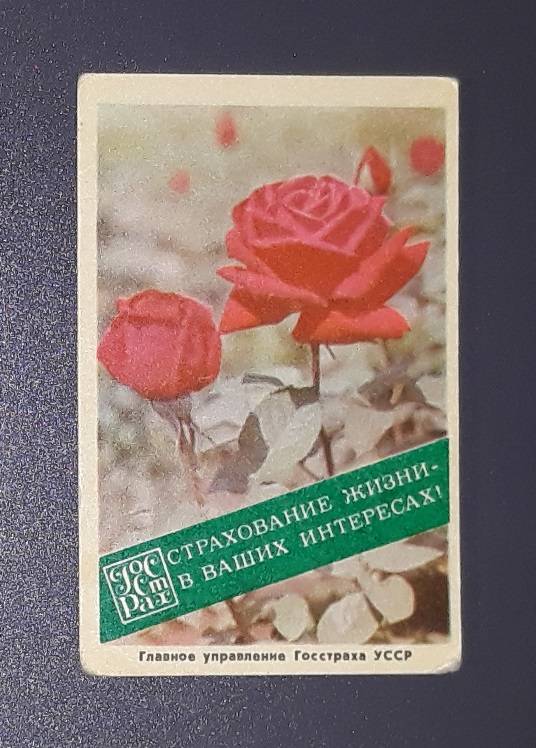 Гос
Ст
Рах
СТРАХОВАНИЕ ЖИЗНИ-
В ВАШИХ ИНТЕРЕСАХ!
Главное управление Госстраха УССР